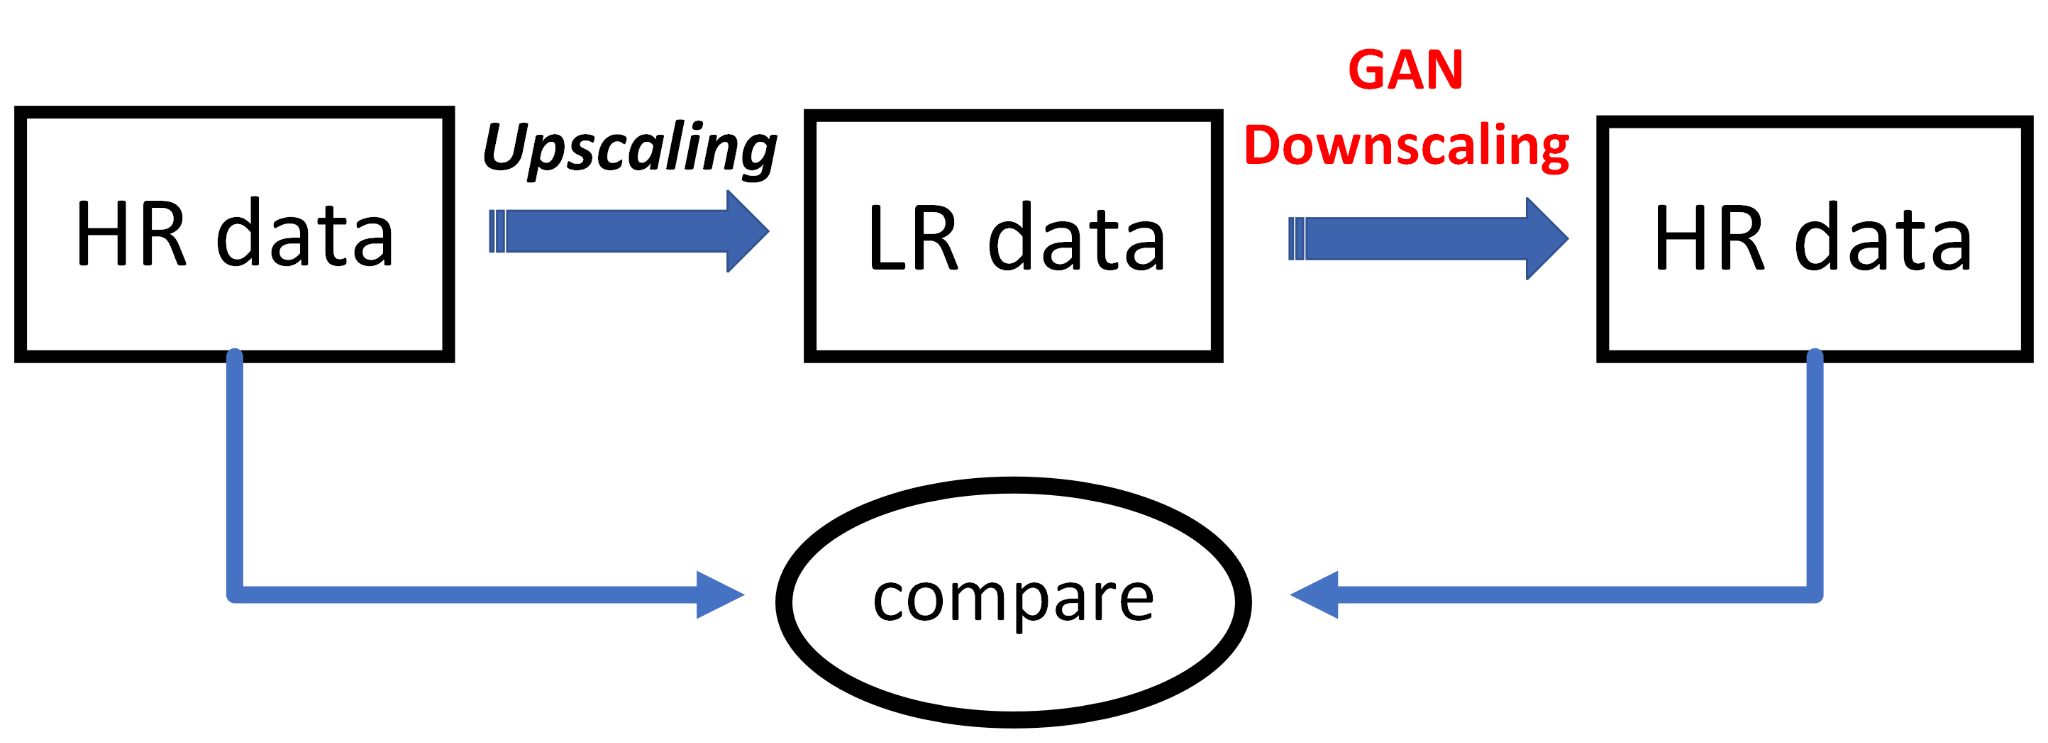 HR data
Upscaling
LR data
GAN
Downscaling
HR data
compare